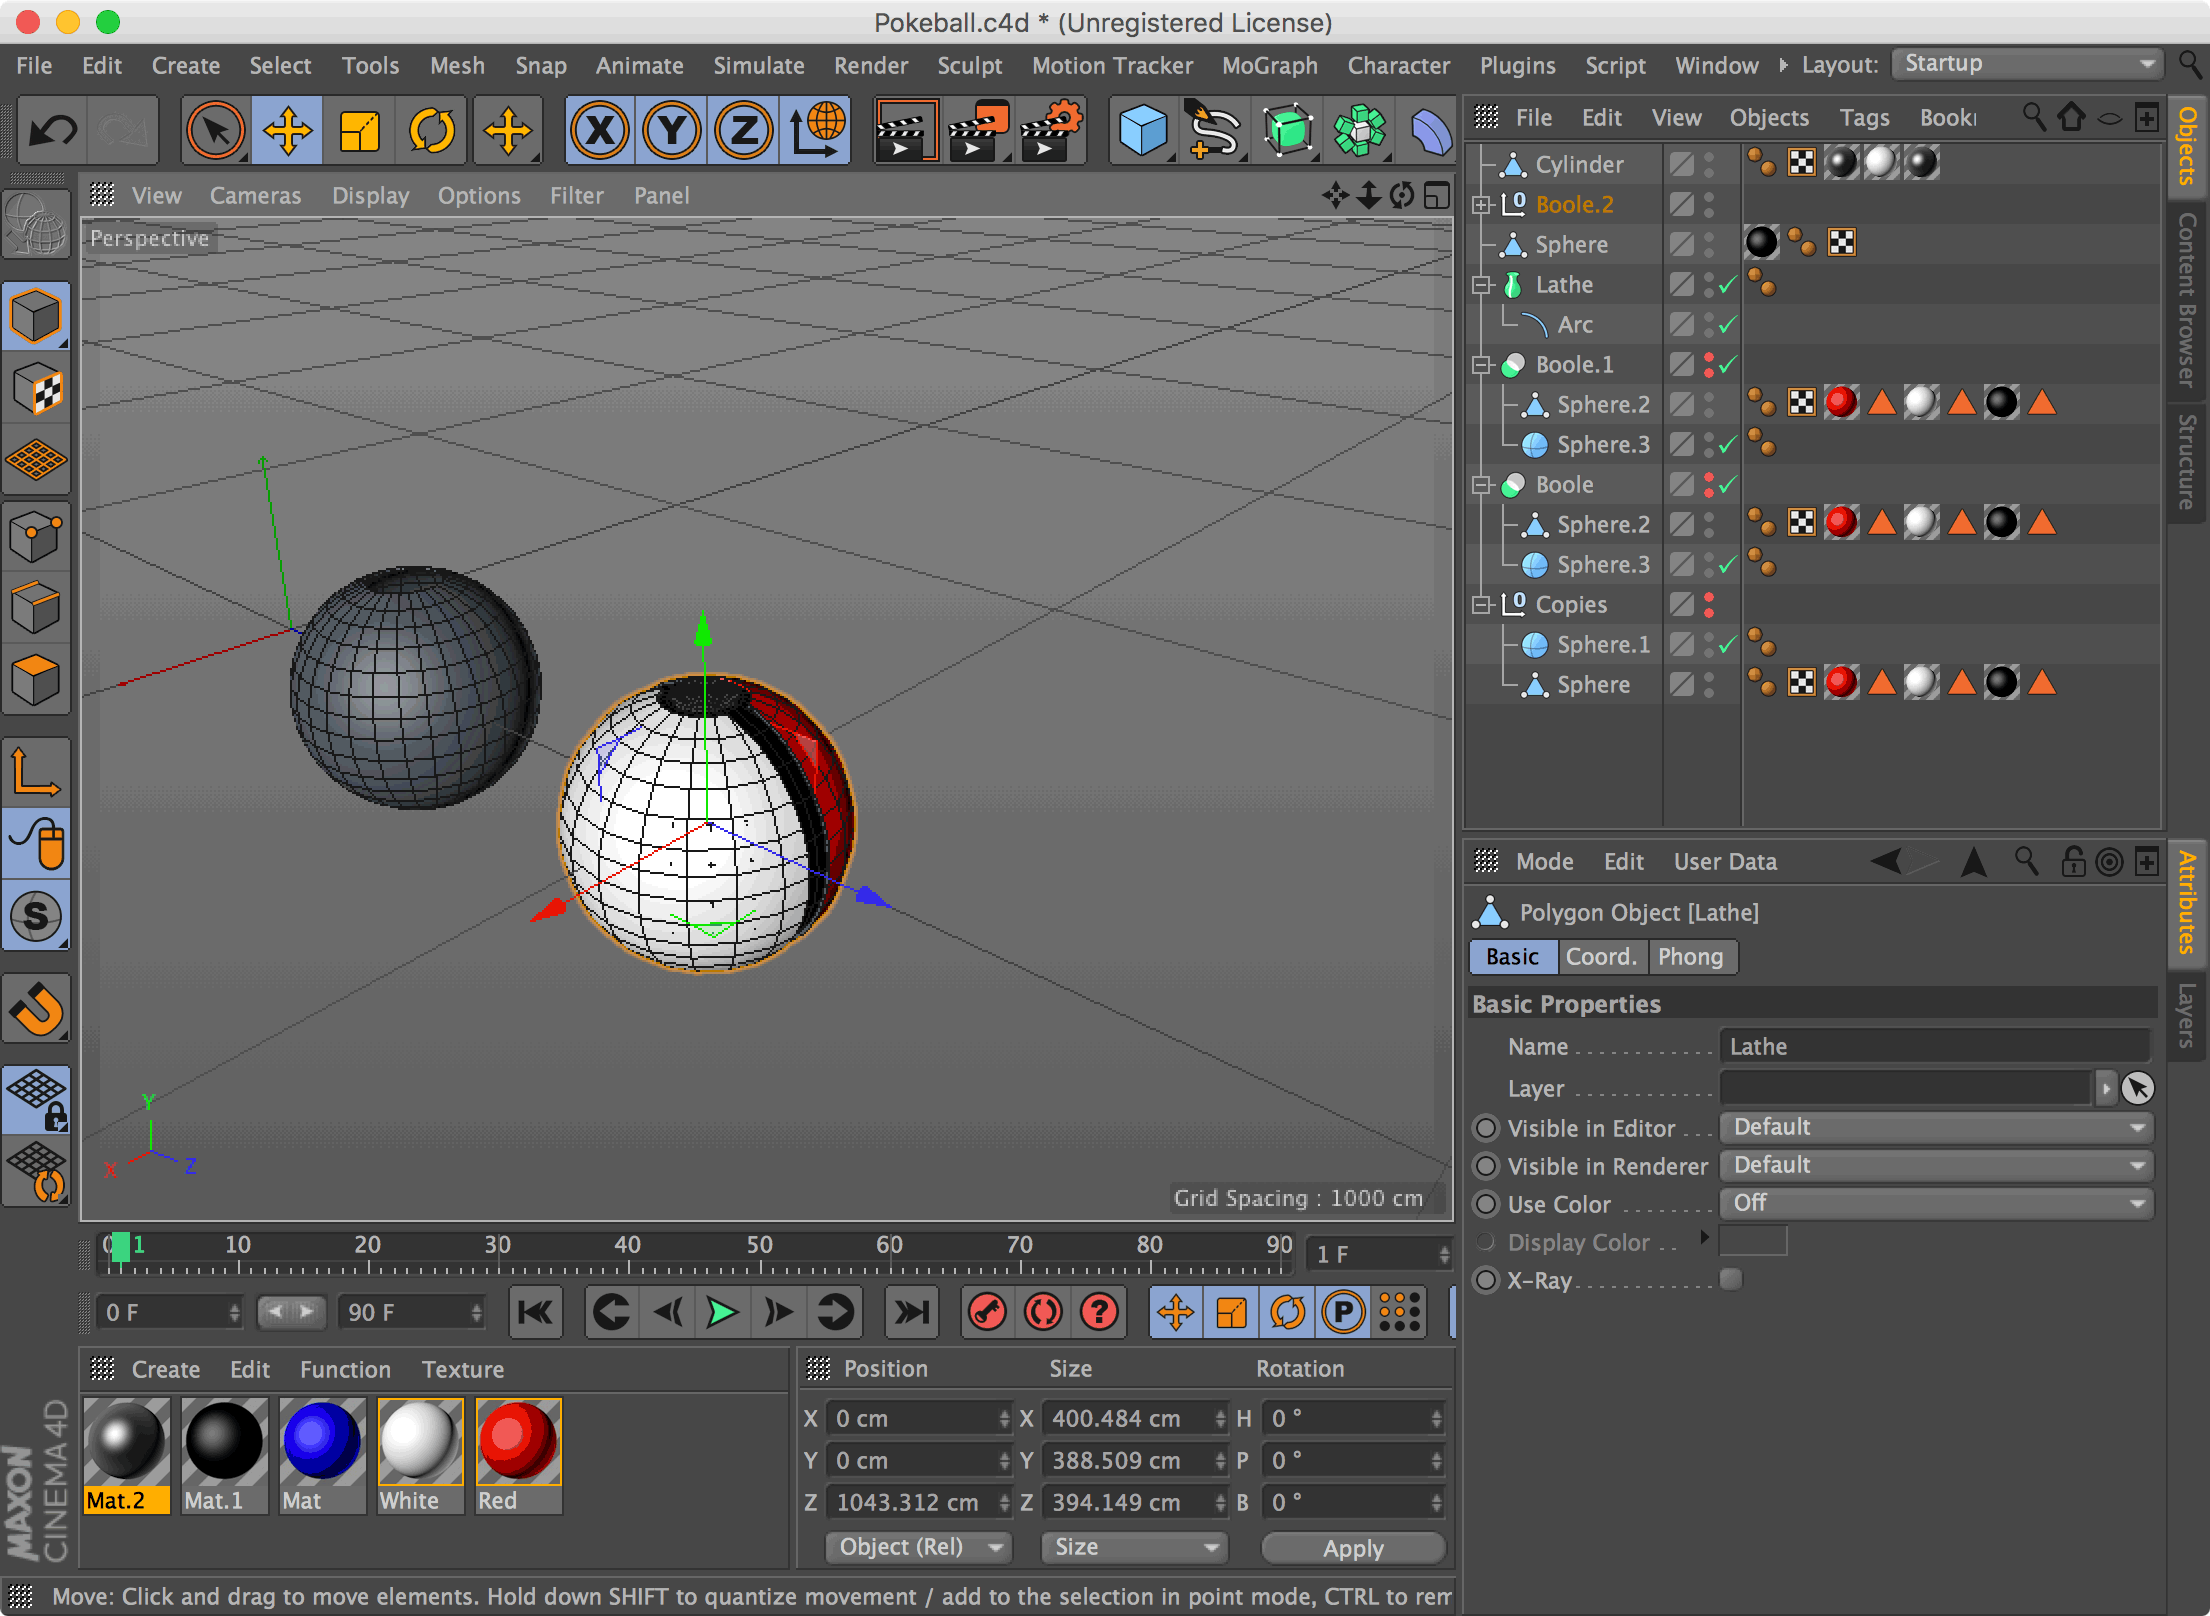 Pokeball.c4d * (Unregistered License)
File Edit Create Select Tools Mesh Snap Animate Simulate Render Sculpt Motion Tracker MoGraph Character Plugins Script Window Layout: Startup
X Y Z
File Edit View Objects Tags Bookı
Objects
Content Browser
Structure
View Cameras Display Options Filter Panel
Perspective
Cylinder
0 Boole.2
Sphere
Lathe
Arc
Boole.1
Sphere.2
Sphere.3
Boole
Sphere.2
Sphere.3
0 Copies
Sphere.1
Sphere
S
Y
X Z
Grid Spacing : 1000 cm
Mode Edit User Data
Attributes
Layers
Polygon Object [Lathe]
Basic Coord. Phong
Basic Properties
Name Lathe
Layer
Visible in Editor Default
Visible in Renderer Default
Use Color Off
Display Color
X-Ray
0 1 10 20 30 40 50 60 70 80 90 1 F
0 F 90 F ? P
Create Edit Function Texture
Mat.2 Mat.1 Mat White Red
Position Size Rotation
X 0 cm X 400.484 cm H 0 °
Y 0 cm Y 388.509 cm P 0 °
Z 1043.312 cm Z 394.149 cm B 0 °
Object (Rel) Size Apply
MAXON
CINEMA 4D
Move: Click and drag to move elements. Hold down SHIFT to quantize movement / add to the selection in point mode, CTRL to rem